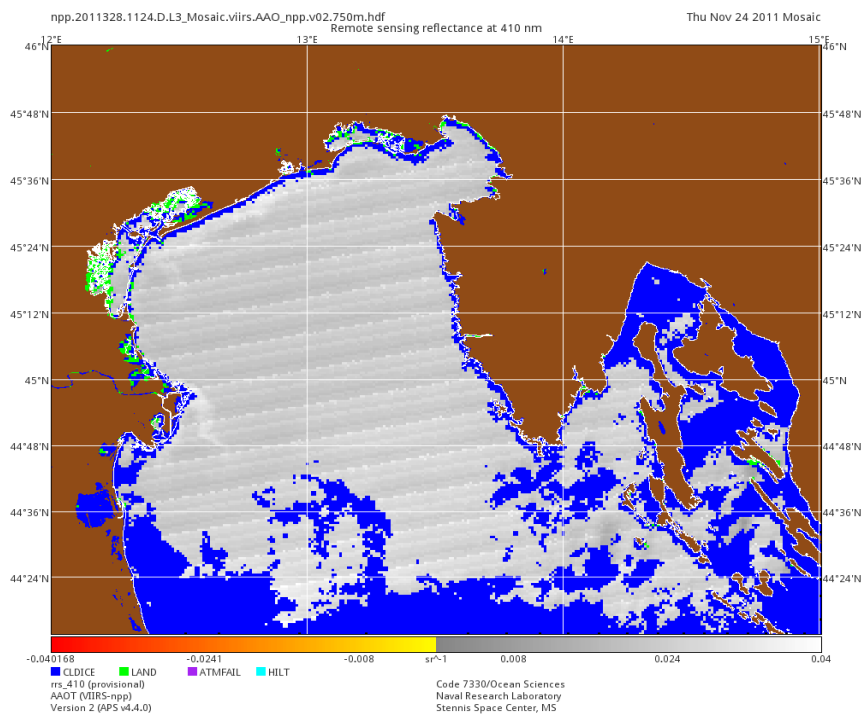 npp.2011328.1124.D.L3_Mosaic.viirs.AAO_npp.v02.750m.hdf Thu Nov 24 2011 Mosaic
Remote sensing reflectance at 410 nm
12°E 13°E 14°E 15°E
46°N 46°N
45°48'N 45°48'N
45°36'N 45°36'N
45°24'N 45°24'N
45°12'N 45°12'N
45°N 45°N
44°48'N 44°48'N
44°36'N 44°36'N
44°24'N 44°24'N
-0.040168 -0.0241 -0.008 sr^-1 0.008 0.024 0.04
CLDICE LAND ATMFAIL HILT
rrs_410 (provisional) Code 7330/Ocean Sciences
AAOT (VIIRS-npp) Naval Research Laboratory
Version 2 (APS v4.4.0) Stennis Space Center, MS